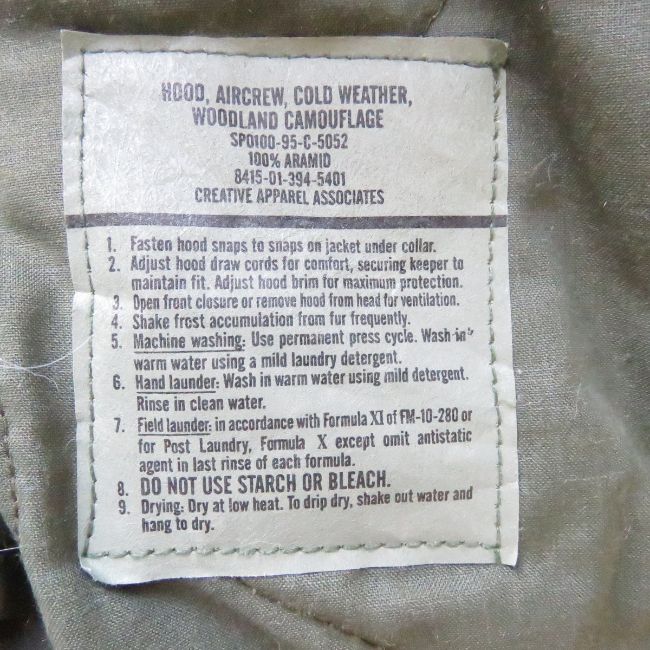 HOOD, AIRCREW, COLD WEATHER,
WOODLAND CAMOUFLAGE
SPO100-95-C-5052
100% ARAMID
8415-01-394-5401
CREATIVE APPAREL ASSOCIATES
1. Fasten hood snaps to snaps on jacket under collar.
2. Adjust hood draw cords for comfort, securing keeper to
maintain fit. Adjust hood brim for maximum protection.
3. Open front closure or remove hood from head for ventilation.
4. Shake frost accumulation from fur frequently.
5. Machine washing: Use permanent press cycle. Wash in
warm water using a mild laundry detergent.
6. Hand launder: Wash in warm water using mild detergent.
Rinse in clean water.
7. Field launder: in accordance with Formula XI of FM-10-280 or
for Post Laundry, Formula X except omit antistatic
agent in last rinse of each formula.
8. DO NOT USE STARCH OR BLEACH.
9. Drying: Dry at low heat. To drip dry, shake out water and
hang to dry.